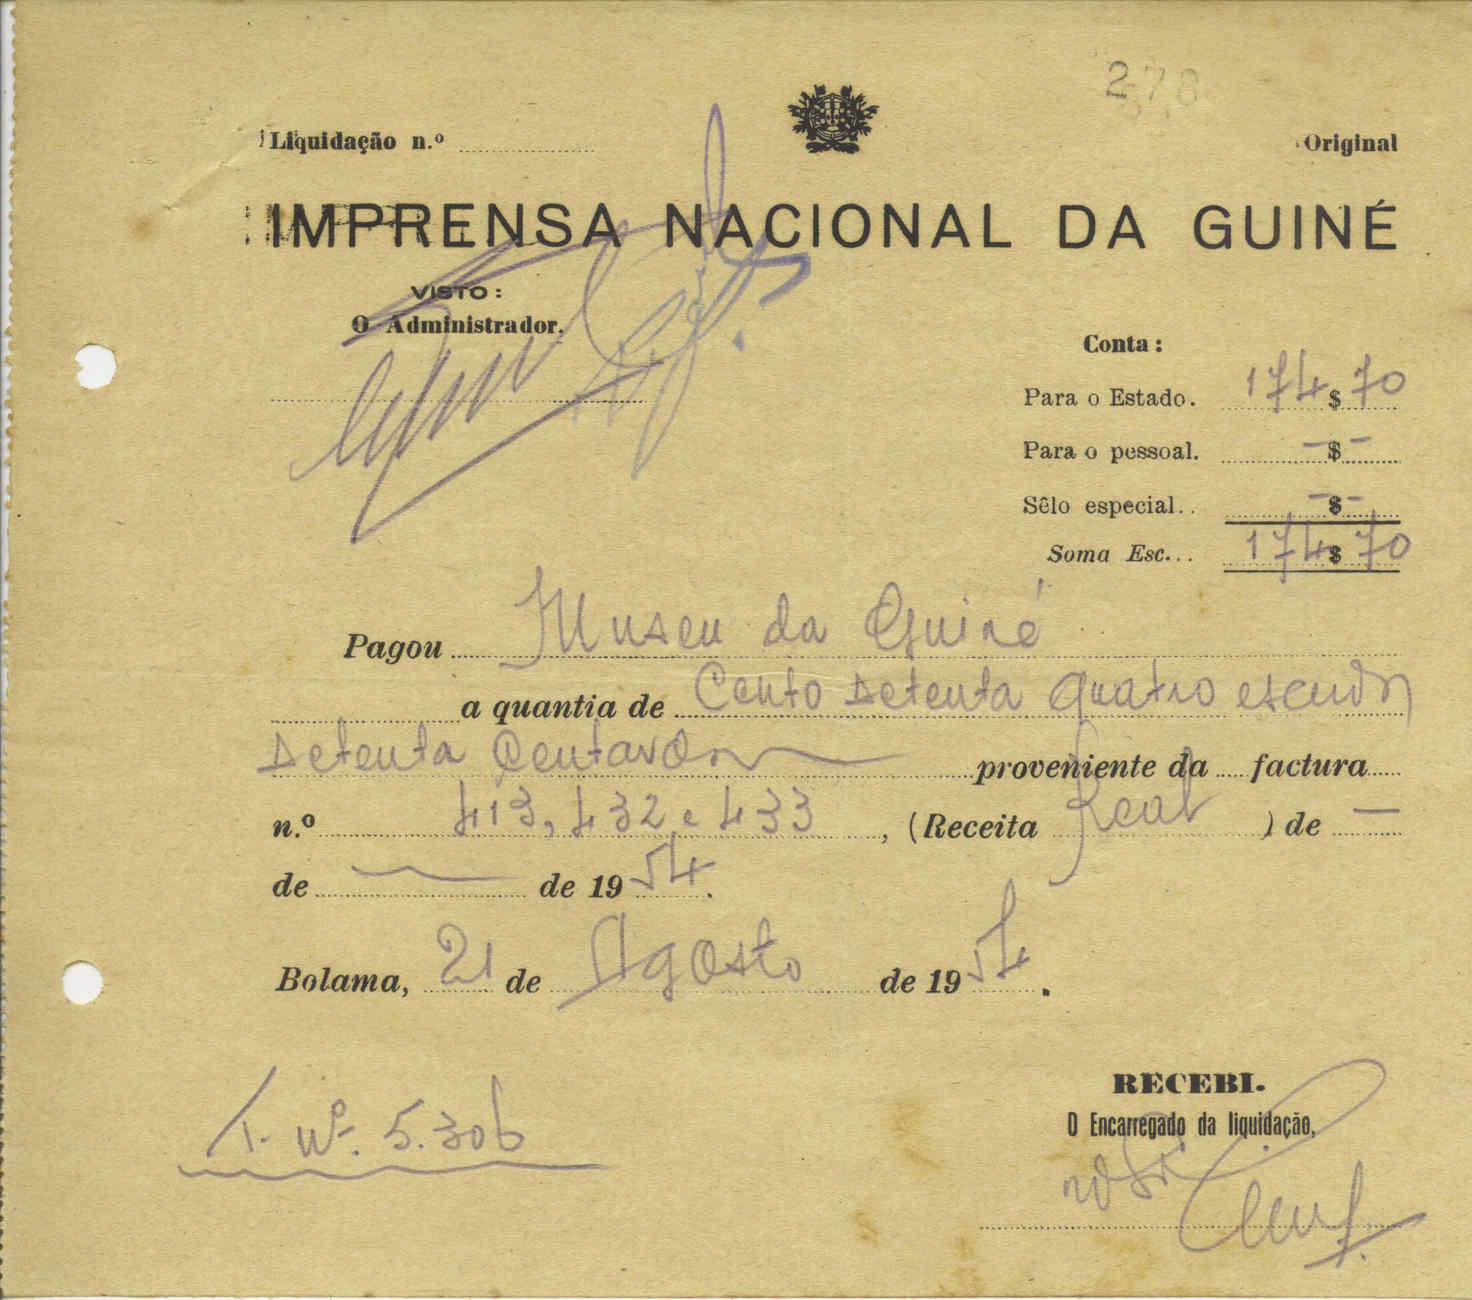 278
Liquidação n.º
Original
IMPRENSA NACIONAL DA GUINÉ
VISTO:
O Administrador,
Conta:
Para o Estado. 174$70
Para o pessoal. -$-
Sêlo especial.. -$-
Soma Esc... 174$70
Pagou Museu da Guiné
a quantia de Cento setenta quatro escudos
setenta centavos proveniente da factura
n.º 413, 432 e 433, (Receita Real) de —
de — de 1954.
Bolama, 21 de Agosto de 1954.
RECEBI.
O Encarregado da liquidação,
T. nº. 5.306